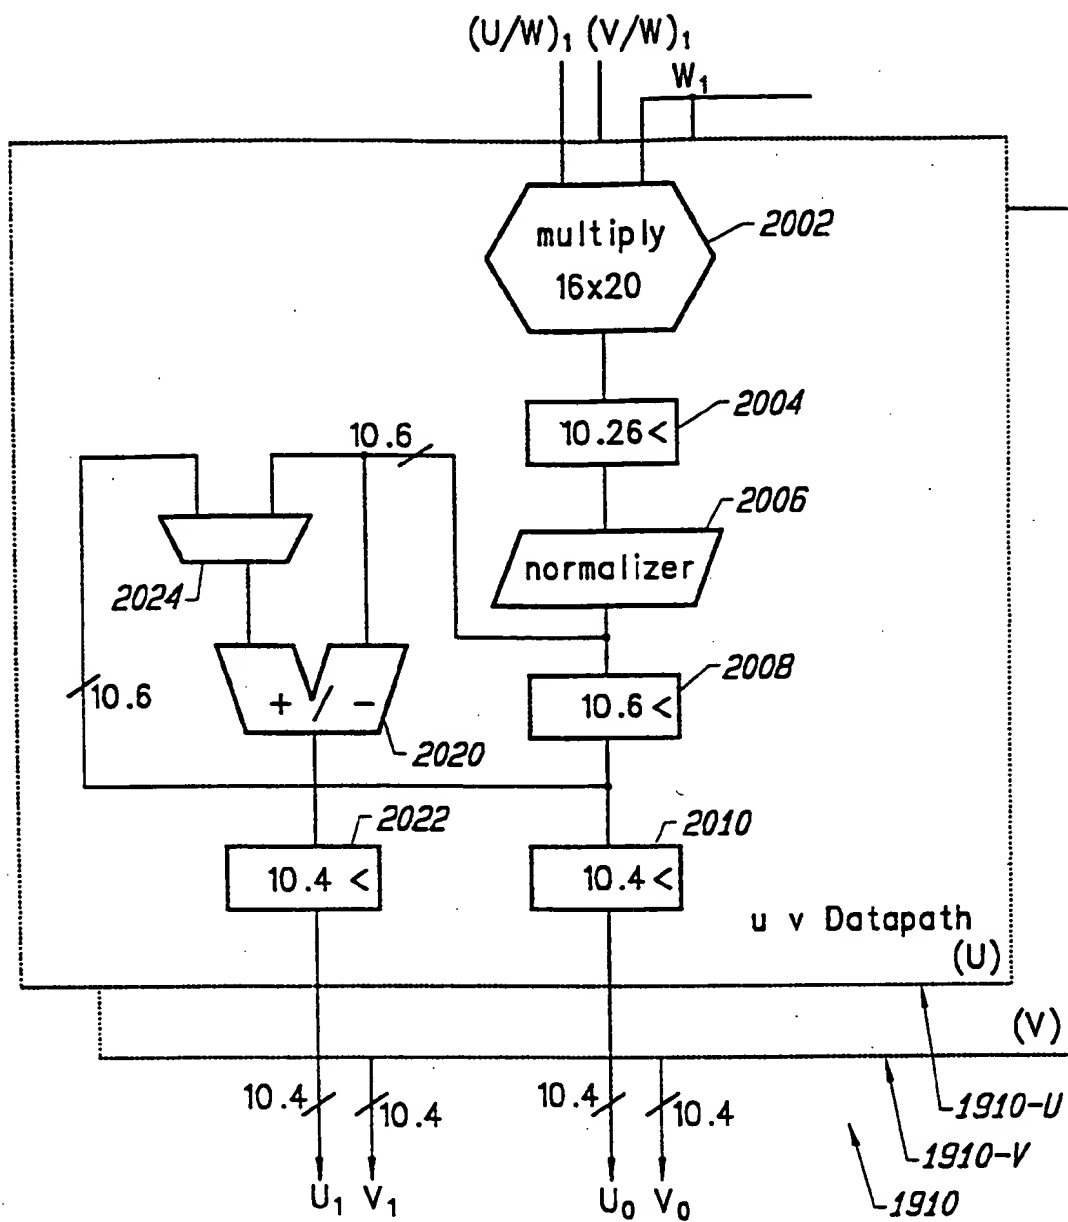 (U/W)1 (V/W)1
W1
multiply
16x20
2002
10.26<
2004
10.6
2006
normalizer
2024
10.6
2008
10.6<
+ / -
2020
2022
2010
10.4 <
10.4<
u v Datapath
(U)
(V)
10.4
10.4
10.4
10.4
1910-U
1910-V
1910
U1 V1
U0 V0